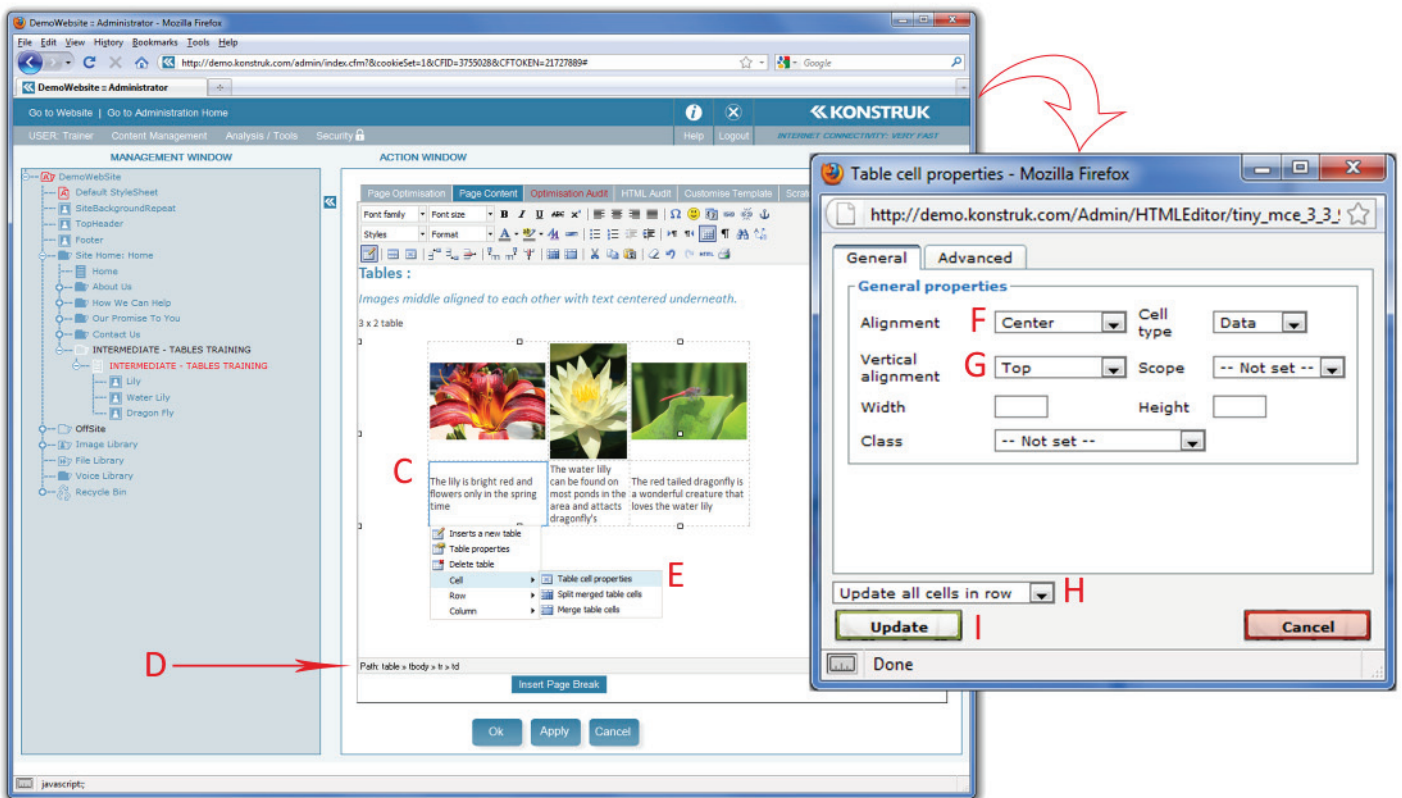 DemoWebsite :: Administrator - Mozilla Firefox
File Edit View History Bookmarks Tools Help
http://demo.konstruk.com/admin/index.cfm?&cookieSet=1&CFID=3755028&CFTOKEN=21727889#
Google
DemoWebsite :: Administrator
Go to Website | Go to Administration Home
Help
Logout
KONSTRUK
USER: Trainer Content Management Analysis / Tools Security
INTERNET CONNECTIVITY: VERY FAST
MANAGEMENT WINDOW
DemoWebSite
Default StyleSheet
SiteBackgroundRepeat
TopHeader
Footer
Site Home: Home
Home
About Us
How We Can Help
Our Promise To You
Contact Us
INTERMEDIATE - TABLES TRAINING
INTERMEDIATE - TABLES TRAINING
Lily
Water Lily
Dragon Fly
OffSite
Image Library
File Library
Voice Library
Recycle Bin
ACTION WINDOW
Page Optimisation Page Content Optimisation Audit HTML Audit Customise Template Scrat
Font family Font size B I U ABC
Styles Format
HTML
Tables :
Images middle aligned to each other with text centered underneath.
3 x 2 table
C
The lily is bright red and
flowers only in the spring
time
The water lily
can be found on
most ponds in the
area and attacts
dragonfly's
The red tailed dragonfly is
a wonderful creature that
loves the water lily
Inserts a new table
Table properties
Delete table
Cell
Row
Column
Table cell properties
Split merged table cells
Merge table cells
E
D
Path: table » tbody » tr » td
Insert Page Break
Ok Apply Cancel
javascript:;
Table cell properties - Mozilla Firefox
http://demo.konstruk.com/Admin/HTMLEditor/tiny_mce_3_3_
General Advanced
General properties
Alignment F Center Cell type Data
Vertical alignment G Top Scope -- Not set --
Width Height
Class -- Not set --
Update all cells in row H
Update I Cancel
Done